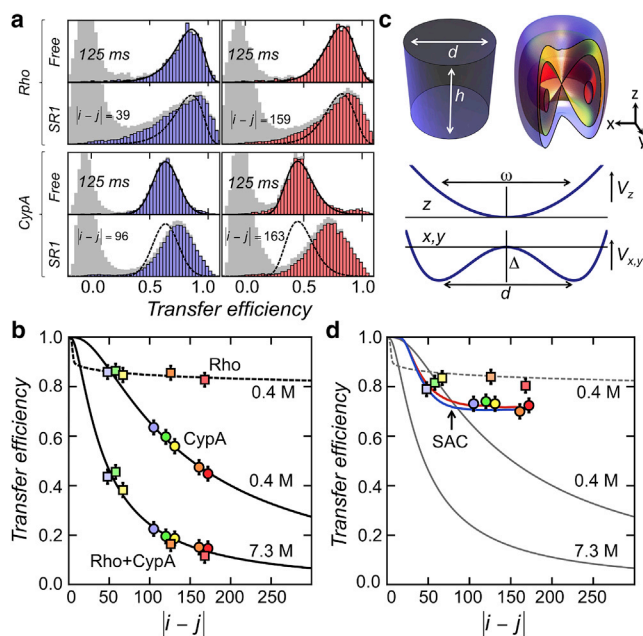 a
Rho
Free
125 ms
125 ms
SR1
|i – j| = 39
|i – j| = 159
CypA
Free
125 ms
125 ms
SR1
|i – j| = 96
|i – j| = 163
0.0 0.5 1.0 0.0 0.5 1.0
Transfer efficiency
c
d
h
z
x
y
ω
z
V_z
x,y
Δ
V_x,y
d
b
Transfer efficiency
1.0
0.8
0.6
0.4
0.2
0.0
Rho
0.4 M
CypA
0.4 M
Rho+CypA
7.3 M
0 50 100 150 200 250
|i – j|
d
Transfer efficiency
1.0
0.8
0.6
0.4
0.2
0.0
0.4 M
SAC
0.4 M
7.3 M
0 50 100 150 200 250
|i – j|